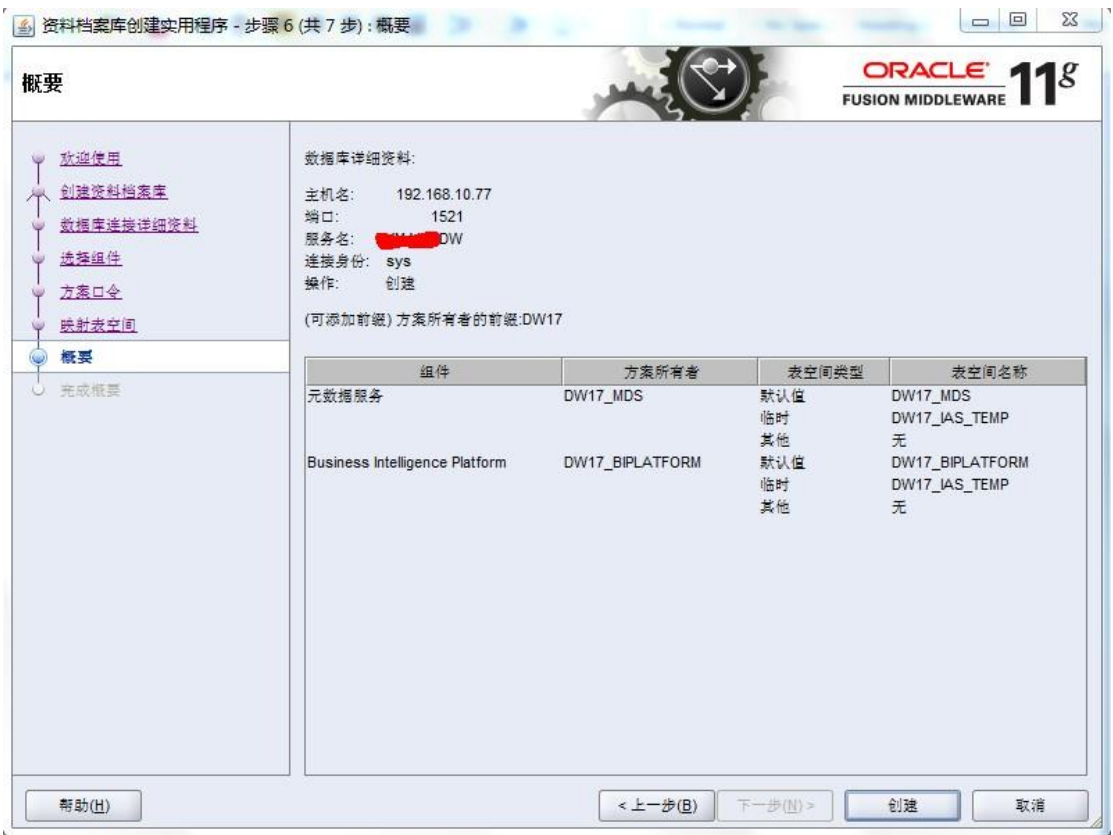 资料档案库创建实用程序 - 步骤 6 (共 7 步) : 概要
概要
ORACLE
FUSION MIDDLEWARE 11g
欢迎使用
创建资料档案库
数据库连接详细资料
选择组件
方案口令
映射表空间
概要
完成概要
数据库详细资料:
主机名: 192.168.10.77
端口: 1521
服务名: DW
连接身份: sys
操作: 创建
(可添加前缀) 方案所有者的前缀:DW17
组件 方案所有者 表空间类型 表空间名称
元数据服务 DW17_MDS 默认值 DW17_MDS
临时 DW17_IAS_TEMP
其他 无
Business Intelligence Platform DW17_BIPLATFORM 默认值 DW17_BIPLATFORM
临时 DW17_IAS_TEMP
其他 无
帮助(H) < 上一步(B) 下一步(N) > 创建 取消